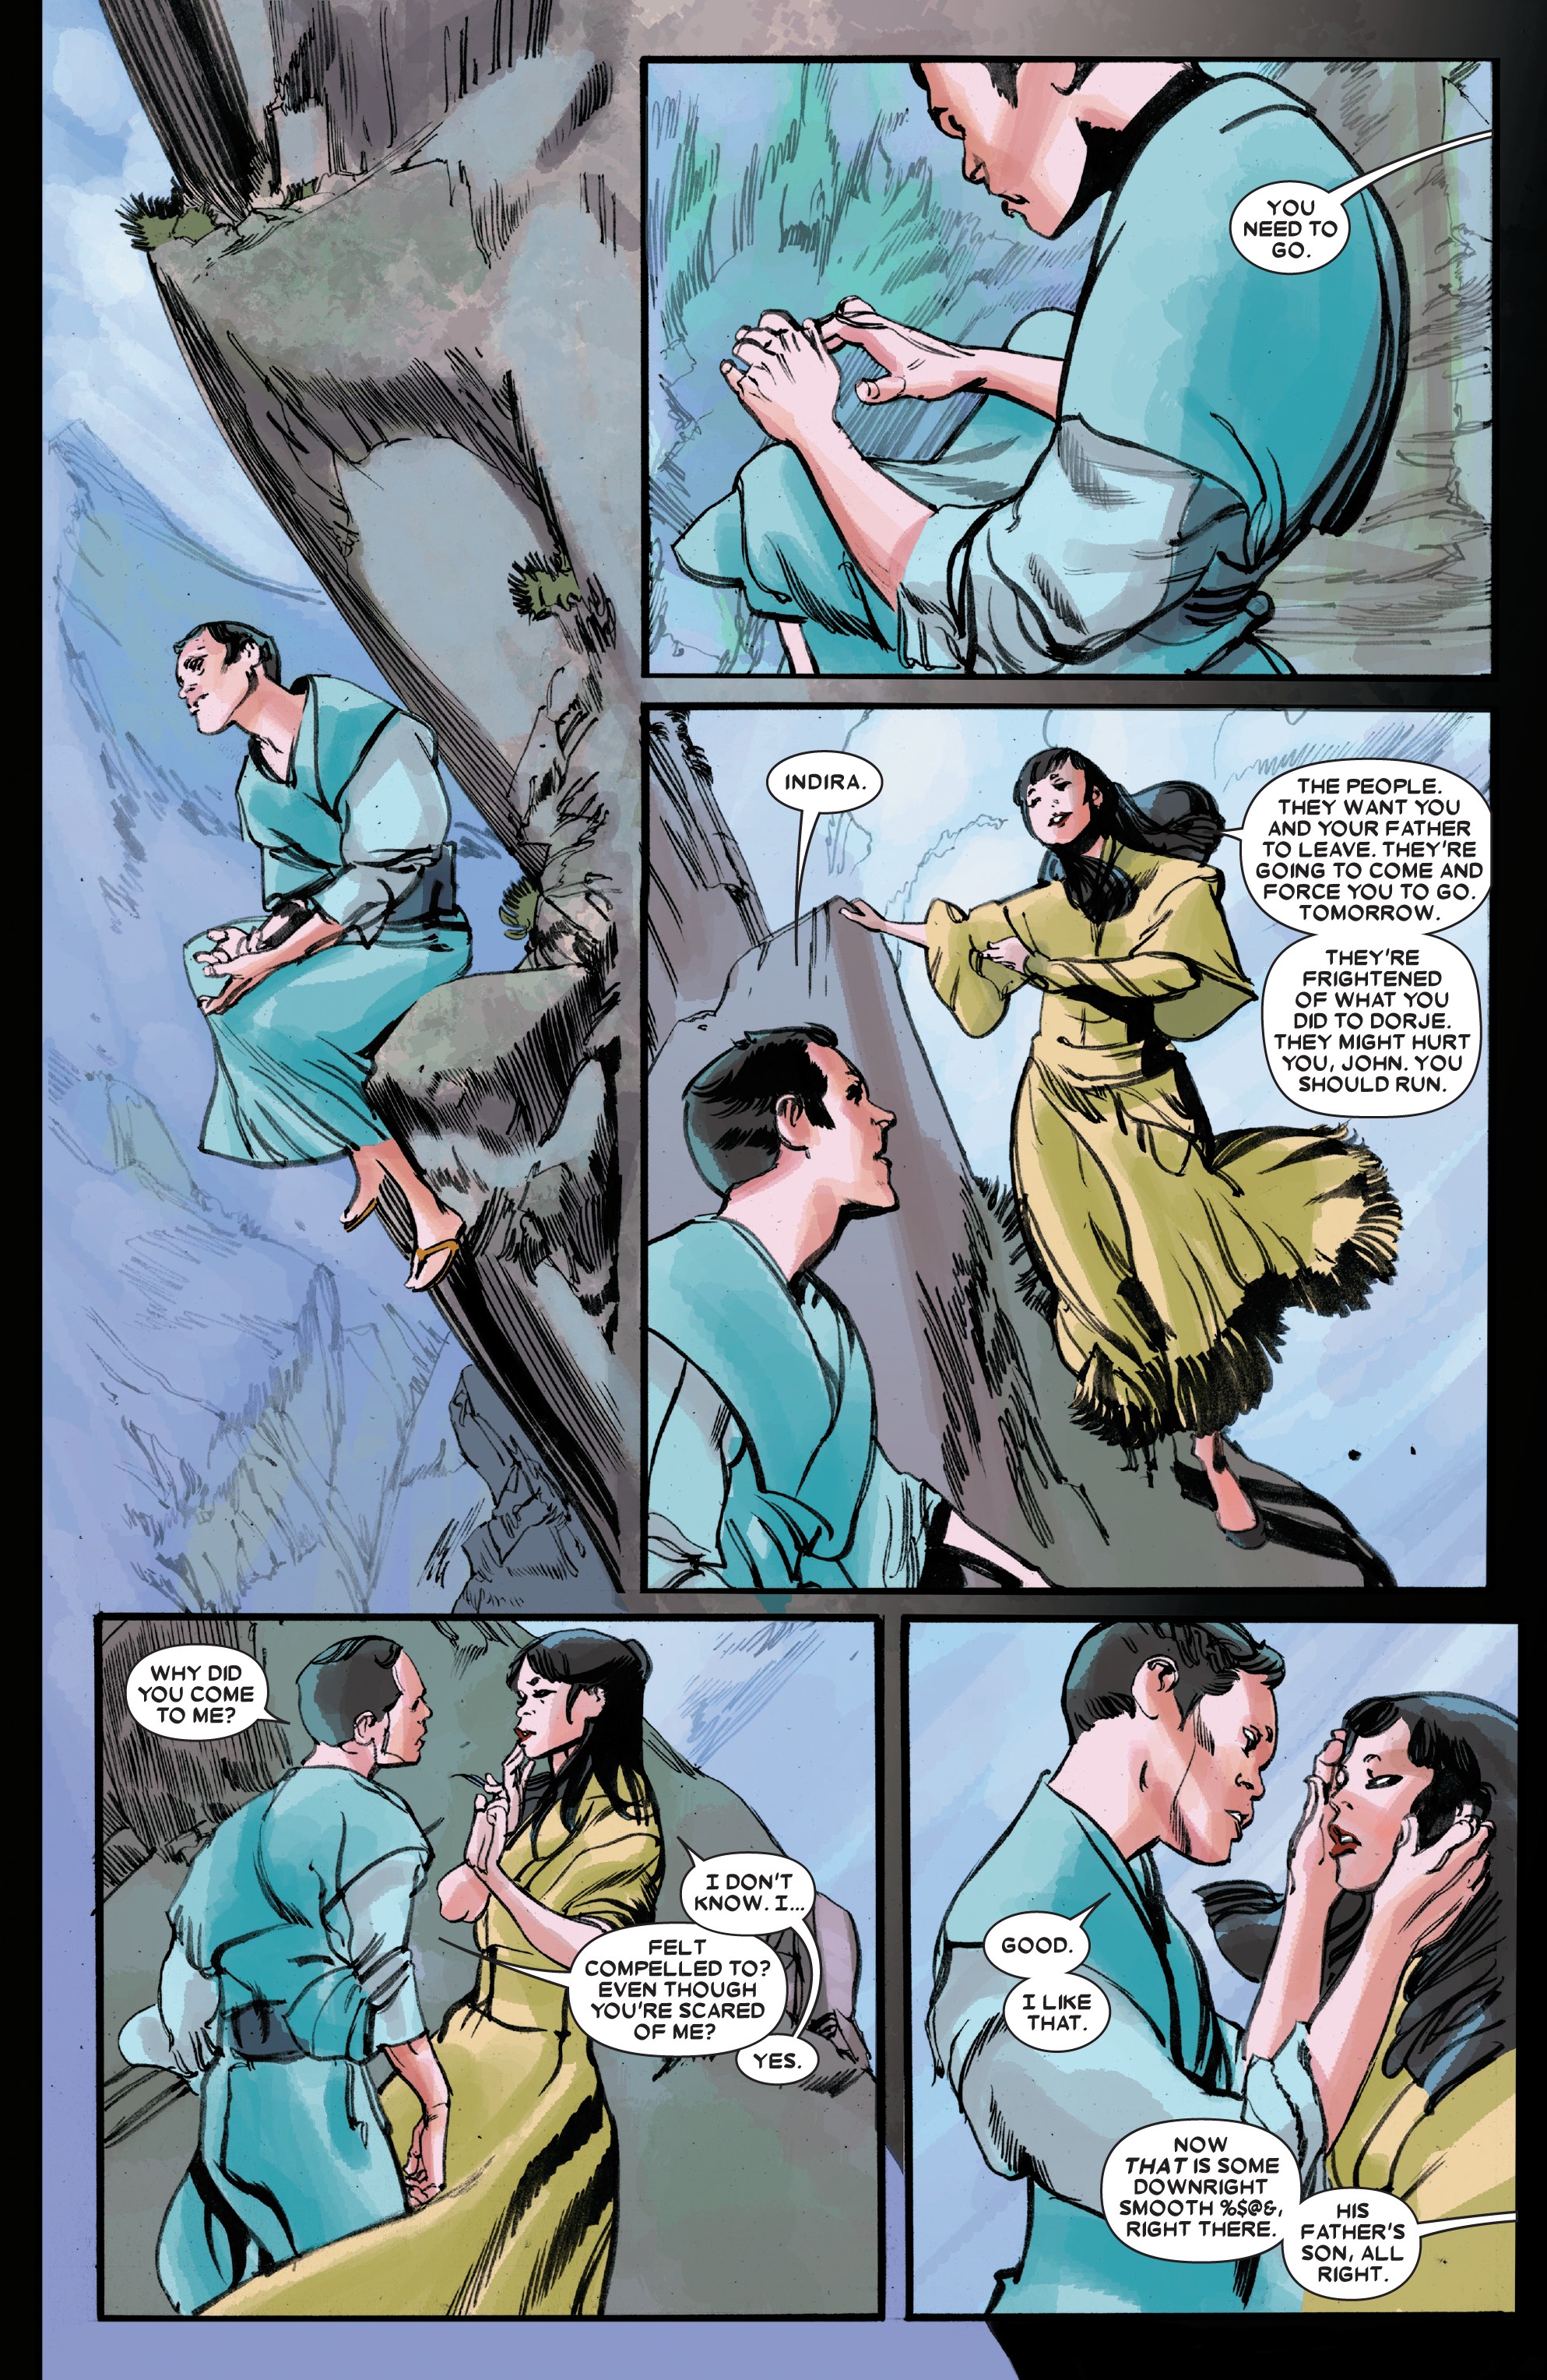 YOU
NEED TO
GO.
INDIRA.
THE PEOPLE.
THEY WANT YOU
AND YOUR FATHER
TO LEAVE. THEY'RE
GOING TO COME AND
FORCE YOU TO GO.
TOMORROW.
THEY'RE
FRIGHTENED
OF WHAT YOU
DID TO DORJE.
THEY MIGHT HURT
YOU, JOHN. YOU
SHOULD RUN.
WHY DID
YOU COME
TO ME?
I DON'T
KNOW. I...
FELT
COMPELLED TO?
EVEN THOUGH
YOU'RE SCARED
OF ME?
YES.
GOOD.
I LIKE
THAT.
NOW
THAT IS SOME
DOWNRIGHT
SMOOTH %$@&,
RIGHT THERE.
HIS
FATHER'S
SON, ALL
RIGHT.